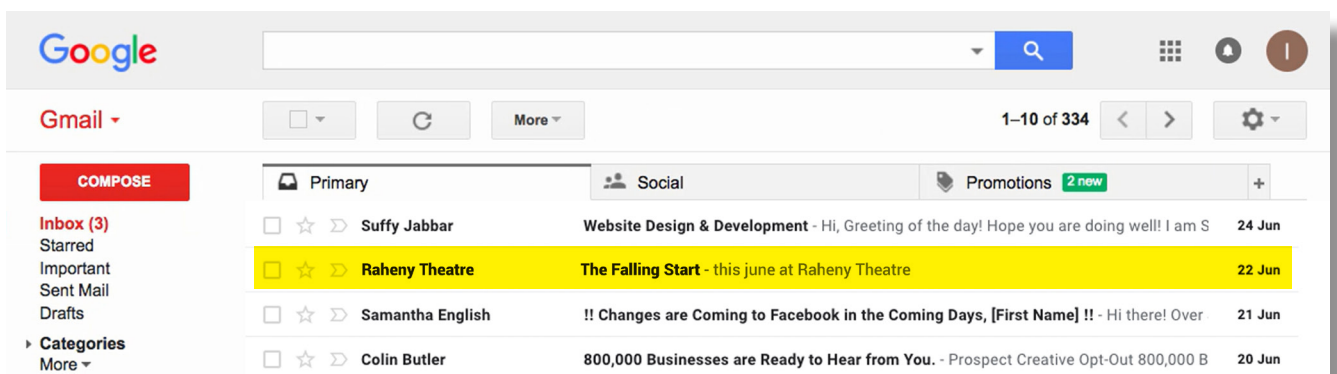 Google
I
Gmail
More
1–10 of 334
COMPOSE
Primary
Social
Promotions 2 new
+
Inbox (3)
Starred
Important
Sent Mail
Drafts
Categories
More
Suffy Jabbar Website Design & Development - Hi, Greeting of the day! Hope you are doing well! I am S 24 Jun
Raheny Theatre The Falling Start - this june at Raheny Theatre 22 Jun
Samantha English !! Changes are Coming to Facebook in the Coming Days, [First Name] !! - Hi there! Over 21 Jun
Colin Butler 800,000 Businesses are Ready to Hear from You. - Prospect Creative Opt-Out 800,000 B 20 Jun